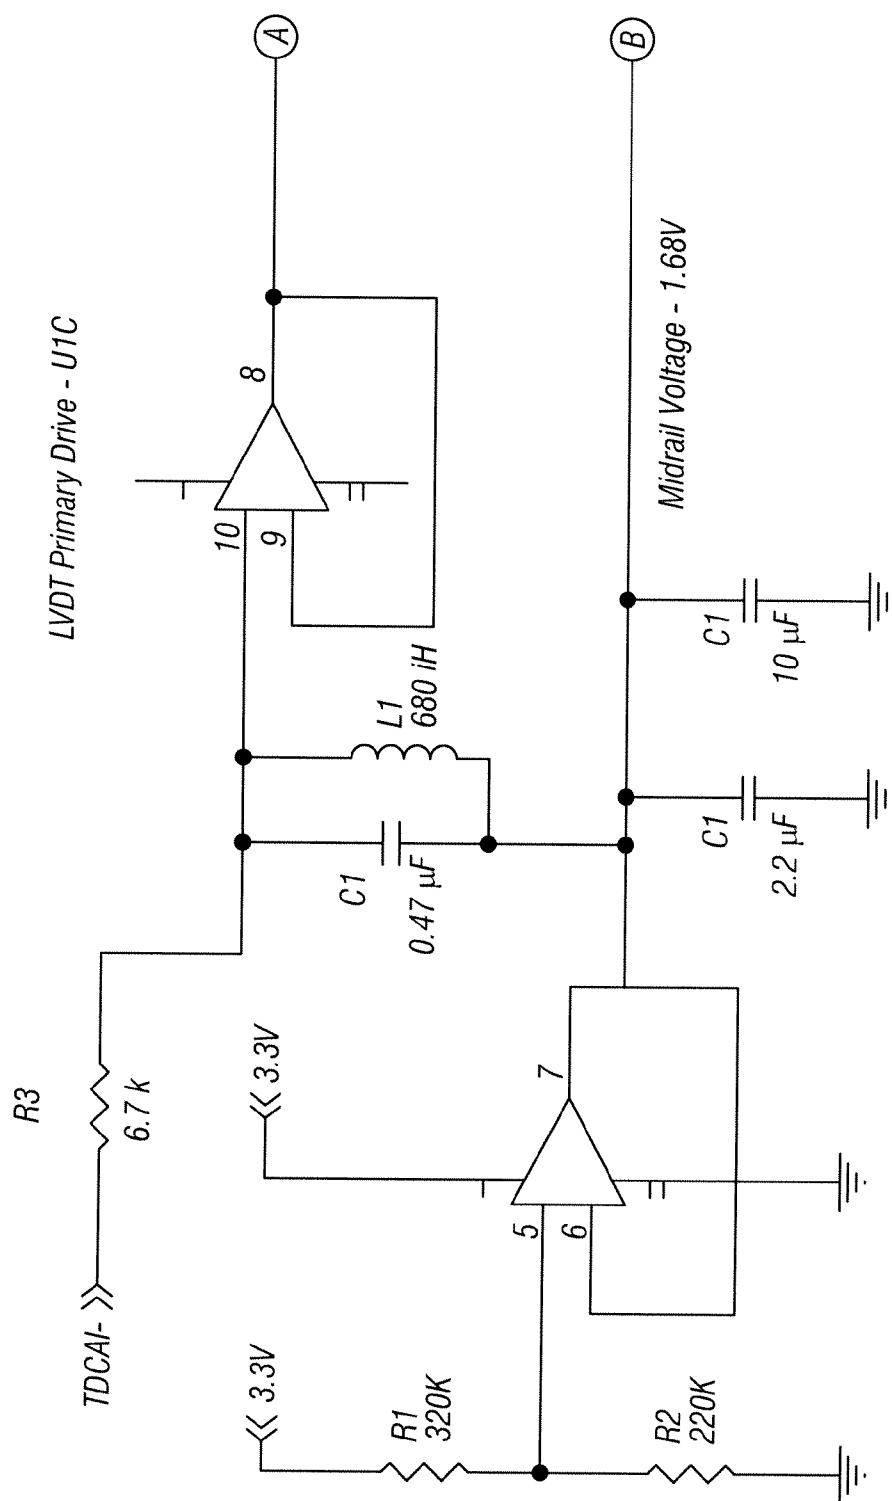 LVDT Primary Drive - U1C
R3
6.7 k
TDCAI-
10
9
8
A
C1
0.47 µF
L1
680 iH
3.3V
3.3V
R1
320K
R2
220K
5
6
7
C1
2.2 µF
C1
10 µF
Midrail Voltage - 1.68V
B